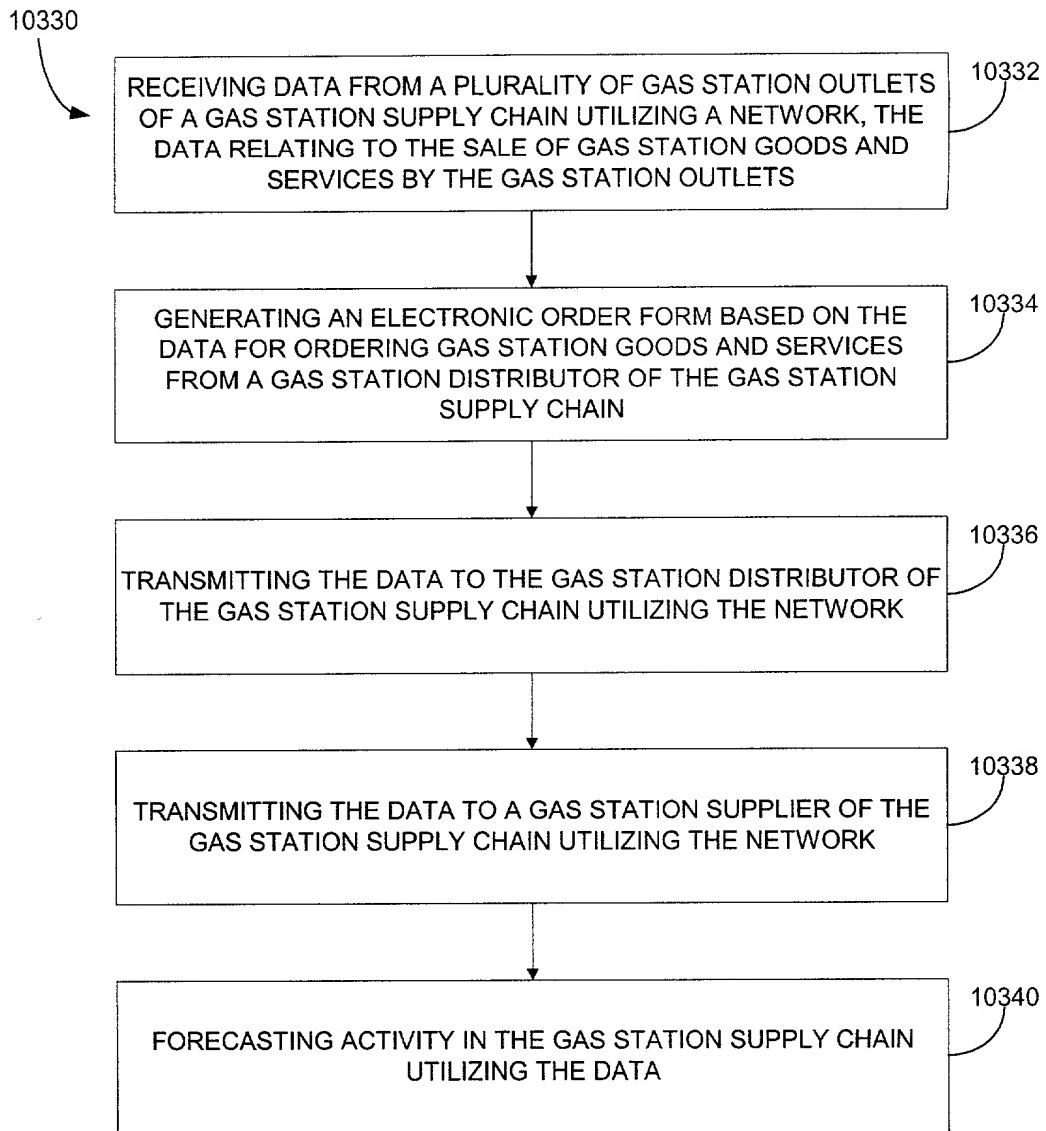 10330
RECEIVING DATA FROM A PLURALITY OF GAS STATION OUTLETS
OF A GAS STATION SUPPLY CHAIN UTILIZING A NETWORK, THE
DATA RELATING TO THE SALE OF GAS STATION GOODS AND
SERVICES BY THE GAS STATION OUTLETS
10332
GENERATING AN ELECTRONIC ORDER FORM BASED ON THE
DATA FOR ORDERING GAS STATION GOODS AND SERVICES
FROM A GAS STATION DISTRIBUTOR OF THE GAS STATION
SUPPLY CHAIN
10334
TRANSMITTING THE DATA TO THE GAS STATION DISTRIBUTOR OF
THE GAS STATION SUPPLY CHAIN UTILIZING THE NETWORK
10336
TRANSMITTING THE DATA TO A GAS STATION SUPPLIER OF THE
GAS STATION SUPPLY CHAIN UTILIZING THE NETWORK
10338
FORECASTING ACTIVITY IN THE GAS STATION SUPPLY CHAIN
UTILIZING THE DATA
10340